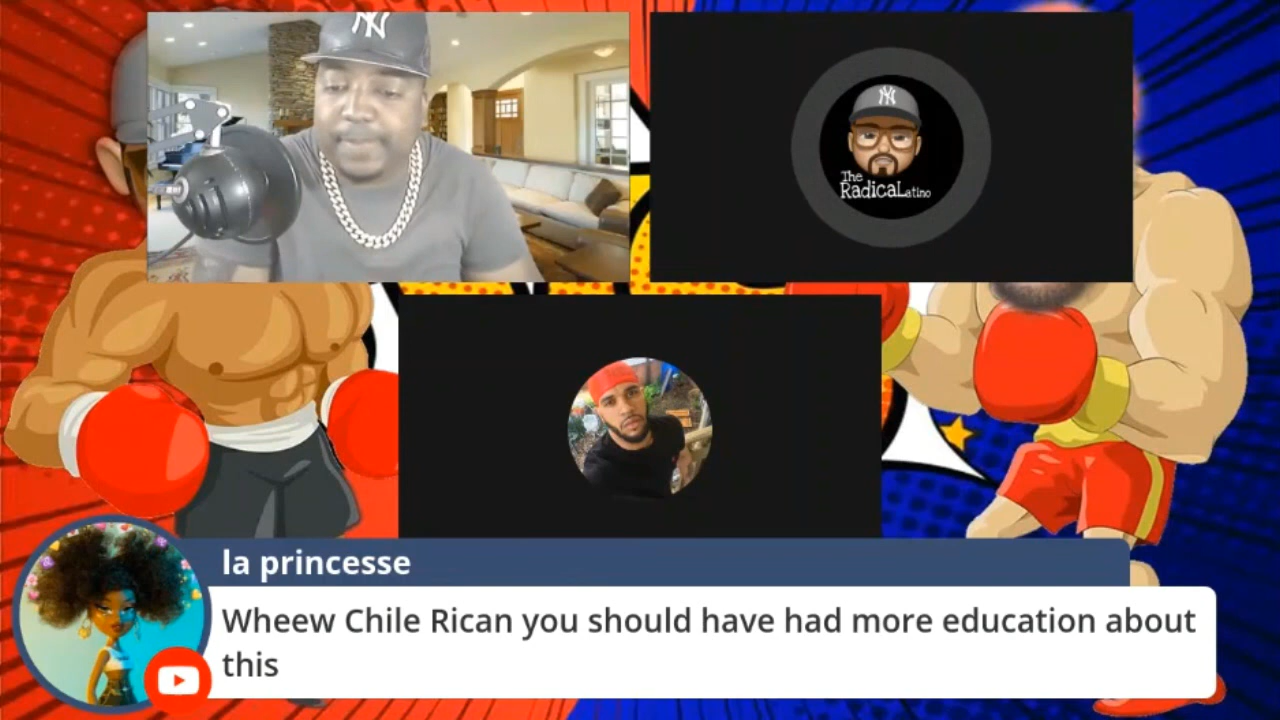 NY
NY
The
RadicaLatino
la princesse
Wheew Chile Rican you should have had more education about
this